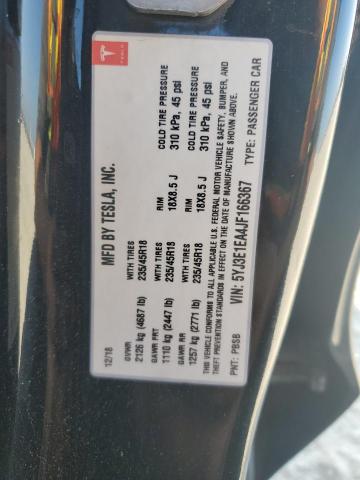 TESLA
MFD BY TESLA, INC.
12/18
GVWR
2126 kg (4687 lb)
WITH TIRES
235/45R18
RIM
18X8.5 J
COLD TIRE PRESSURE
310 kPa, 45 psi
GAWR FRT
1110 kg (2447 lb)
WITH TIRES
235/45R18
RIM
18X8.5 J
COLD TIRE PRESSURE
310 kPa, 45 psi
GAWR RR
1257 kg (2771 lb)
THIS VEHICLE CONFORMS TO ALL APPLICABLE U.S. FEDERAL MOTOR VEHICLE SAFETY, BUMPER, AND
THEFT PREVENTION STANDARDS IN EFFECT ON THE DATE OF MANUFACTURE SHOWN ABOVE.
VIN: 5YJ3E1EA4JF166367
PNT: PBSB
TYPE: PASSENGER CAR